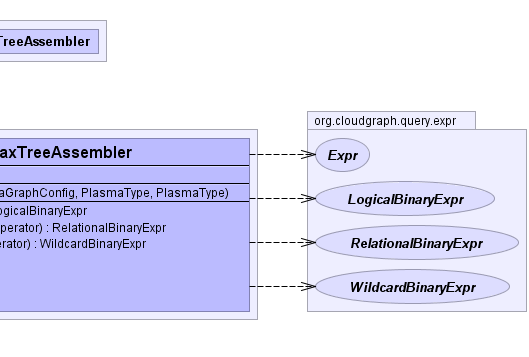 TreeAssembler
org.cloudgraph.query.expr
axTreeAssembler
Expr
aGraphConfig, PlasmaType, PlasmaType)
LogicalBinaryExpr
ogicalBinaryExpr
perator) : RelationalBinaryExpr
RelationalBinaryExpr
erator) : WildcardBinaryExpr
WildcardBinaryExpr